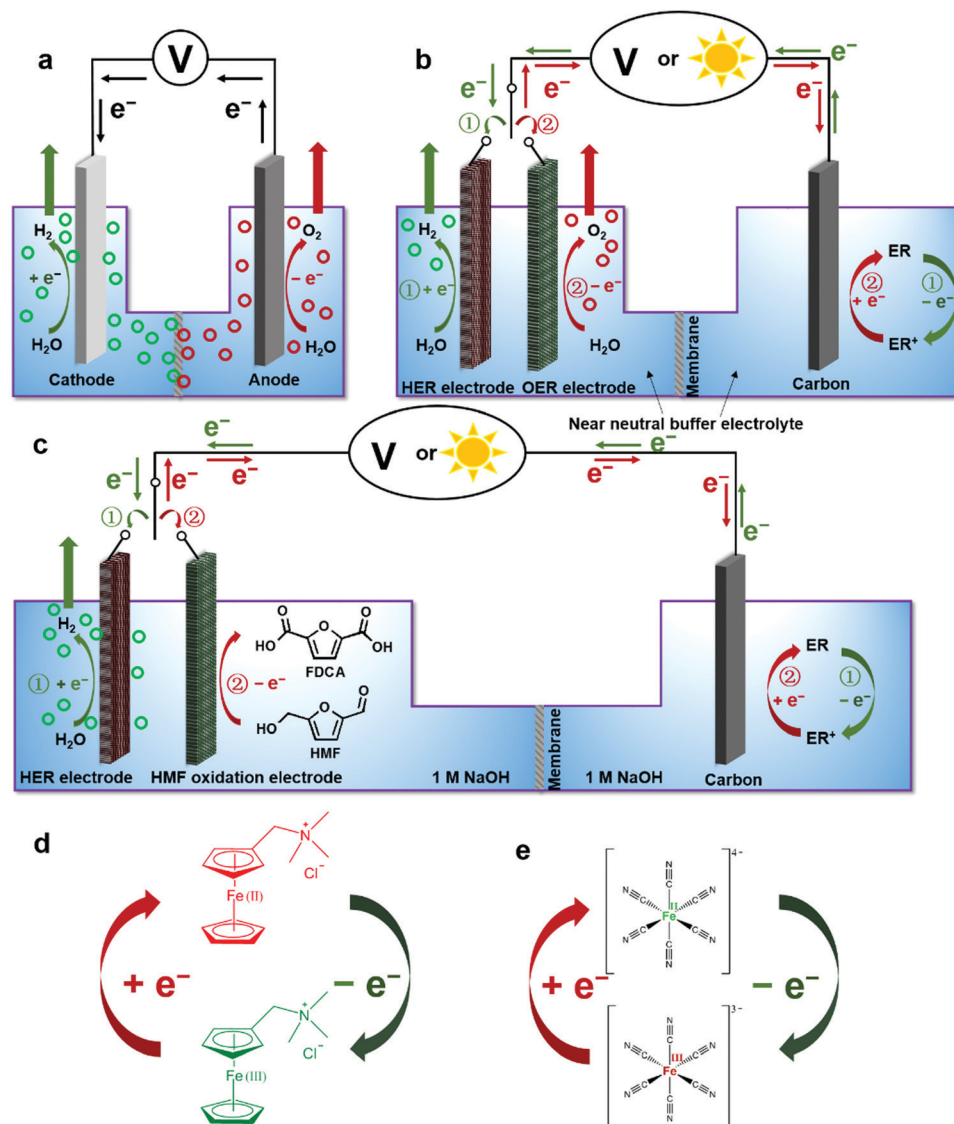 a
V
e⁻
e⁻
H₂
O₂
+ e⁻
– e⁻
H₂O
H₂O
Cathode
Anode
b
V or
e⁻
e⁻
e⁻
e⁻
①
②
H₂
O₂
① + e⁻
② – e⁻
H₂O
H₂O
HER electrode
OER electrode
Membrane
Carbon
ER
②
+ e⁻
①
– e⁻
ER⁺
Near neutral buffer electrolyte
c
V or
e⁻
e⁻
e⁻
e⁻
e⁻
e⁻
e⁻
e⁻
①
②
H₂
① + e⁻
H₂O
② – e⁻
HO
O
O
O
OH
FDCA
HO
O
O
HMF
HER electrode
HMF oxidation electrode
1 M NaOH
Membrane
1 M NaOH
Carbon
ER
②
+ e⁻
①
– e⁻
ER⁺
d
N
+
Cl⁻
Fe(II)
+ e⁻
– e⁻
N
+
Cl⁻
Fe(III)
e
4−
N
C
N≡C
C≡N
II
Fe
N≡C
C≡N
C
N
+ e⁻
– e⁻
3−
N
C
N≡C
C≡N
III
Fe
N≡C
C≡N
C
N